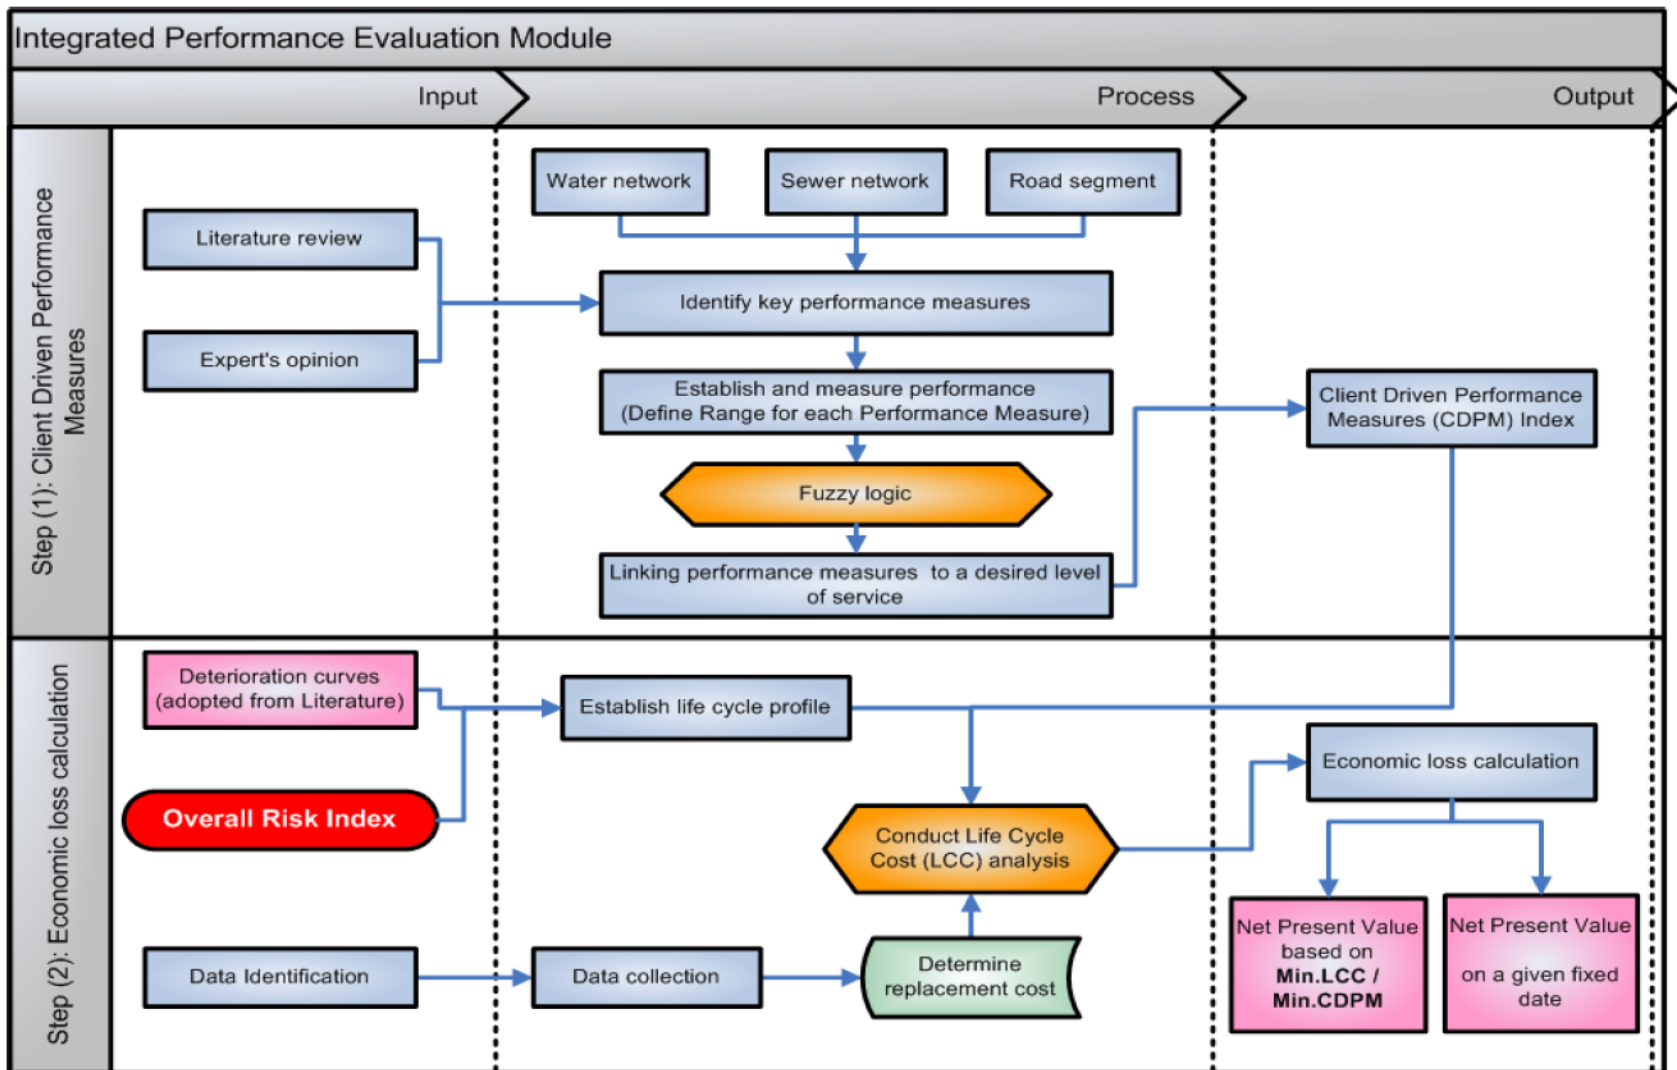 Integrated Performance Evaluation Module
Input
Process
Output
Step (1): Client Driven Performance
Measures
Water network
Sewer network
Road segment
Literature review
Expert's opinion
Identify key performance measures
Establish and measure performance
(Define Range for each Performance Measure)
Fuzzy logic
Linking performance measures to a desired level
of service
Client Driven Performance
Measures (CDPM) Index
Step (2): Economic loss calculation
Deterioration curves
(adopted from Literature)
Overall Risk Index
Establish life cycle profile
Conduct Life Cycle
Cost (LCC) analysis
Data Identification
Data collection
Determine
replacement cost
Economic loss calculation
Net Present Value
based on
Min.LCC /
Min.CDPM
Net Present Value
on a given fixed
date